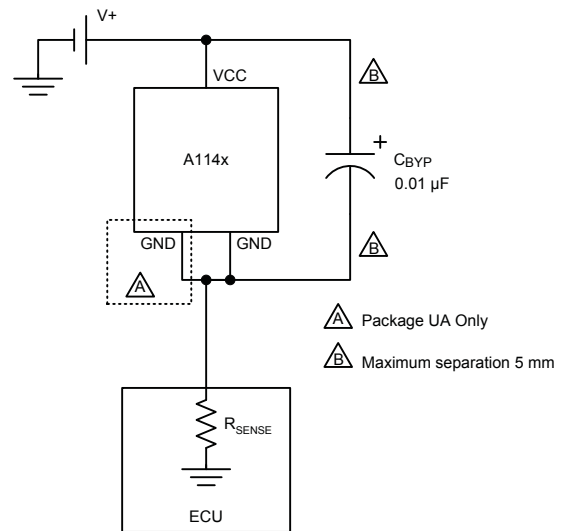 V+
VCC
B
A114x
+
CBYP
0.01 µF
GND
GND
B
A
A Package UA Only
B Maximum separation 5 mm
RSENSE
ECU